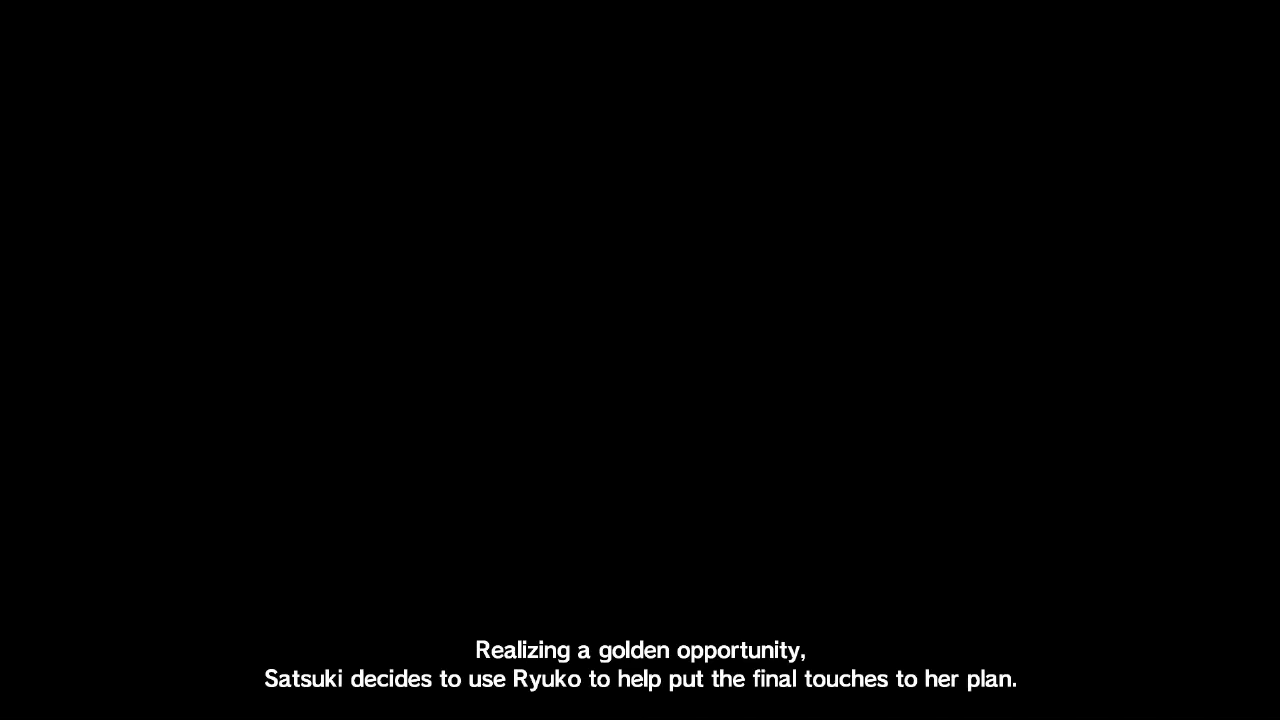 Realizing a golden opportunity,
Satsuki decides to use Ryuko to help put the final touches to her plan.